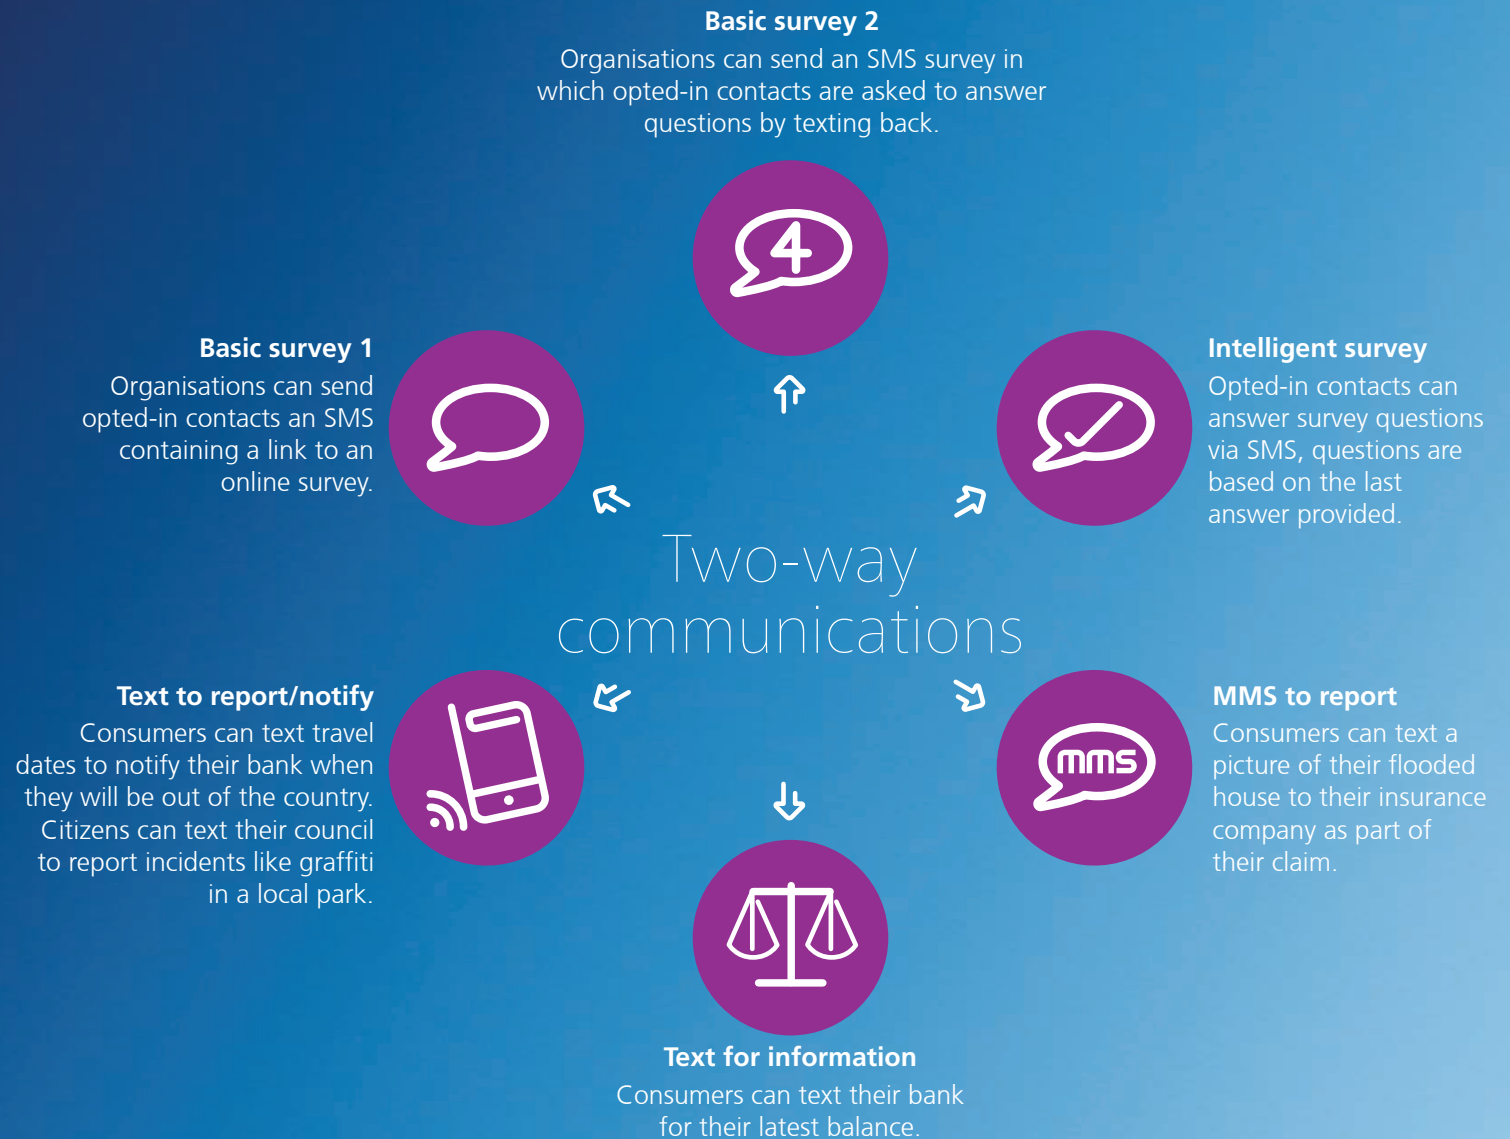 Basic survey 2
Organisations can send an SMS survey in
which opted-in contacts are asked to answer
questions by texting back.
4
Basic survey 1
Organisations can send
opted-in contacts an SMS
containing a link to an
online survey.
Intelligent survey
Opted-in contacts can
answer survey questions
via SMS, questions are
based on the last
answer provided.
Two-way
communications
Text to report/notify
Consumers can text travel
dates to notify their bank when
they will be out of the country.
Citizens can text their council
to report incidents like graffiti
in a local park.
mms
MMS to report
Consumers can text a
picture of their flooded
house to their insurance
company as part of
their claim.
Text for information
Consumers can text their bank
for their latest balance.